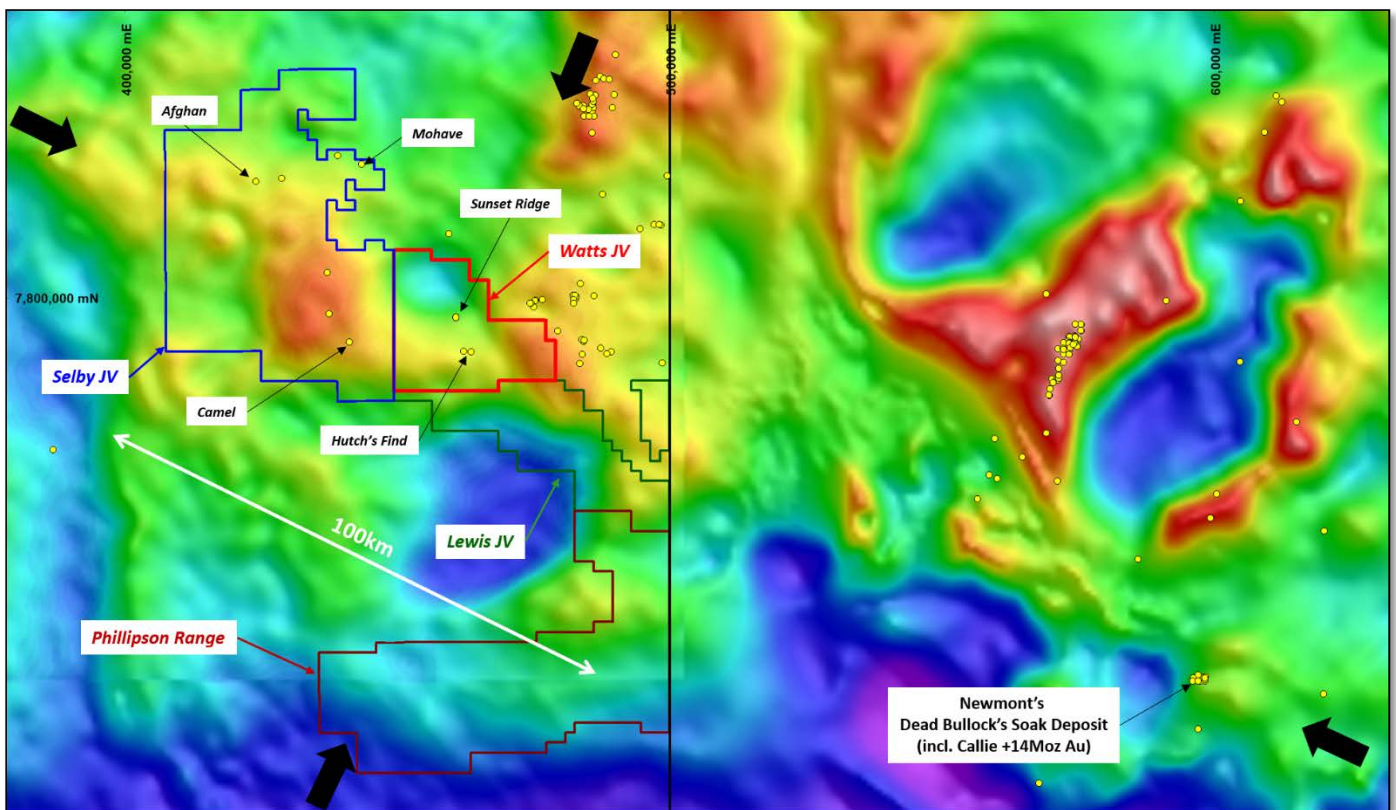 400,000 mE
500,000 mE
600,000 mE
Afghan
Mohave
Sunset Ridge
Watts JV
7,800,000 mN
Selby JV
Camel
Hutch's Find
100km
Lewis JV
Phillipson Range
Newmont's
Dead Bullock's Soak Deposit
(incl. Callie +14Moz Au)